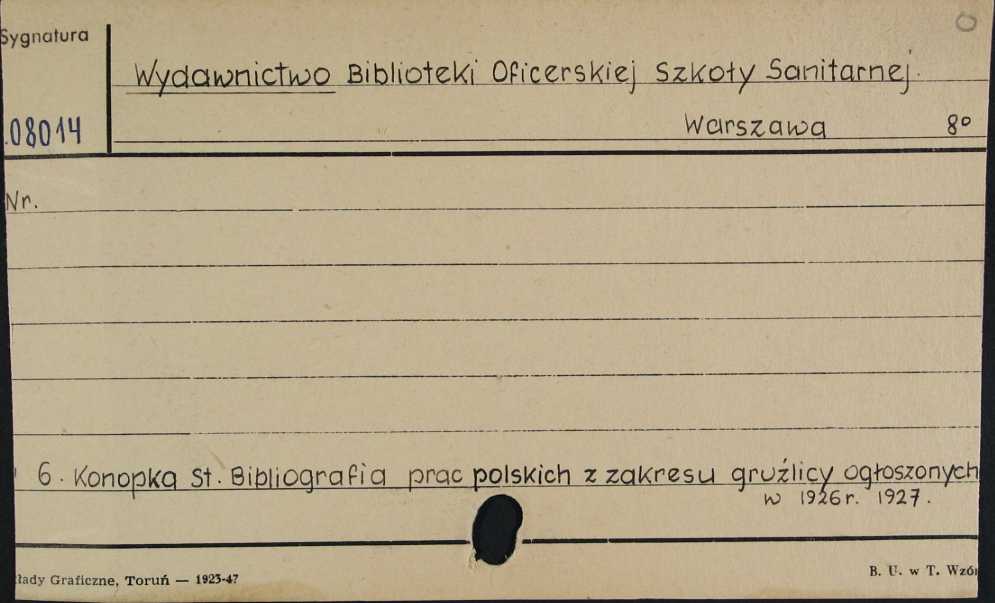 Sygnatura
Wydawnictwo Biblioteki Oficerskiej Szkoły Sanitarnej.
08014
Warszawa 8°
Nr.
6. Konopka St. Bibliografia prac polskich z zakresu gruźlicy ogłoszonych
w 1926 r. 1927.
łady Graficzne, Toruń — 1923-47
B. U. w T. Wzór